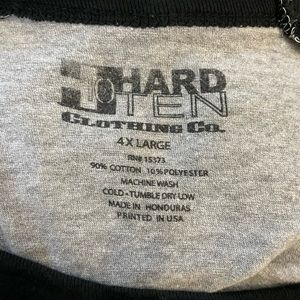 HARD
TEN
CLOTHING CO.
4X LARGE
RN# 15373
90% COTTON 10% POLYESTER
MACHINE WASH
COLD • TUMBLE DRY LOW
MADE IN HONDURAS
PRINTED IN USA